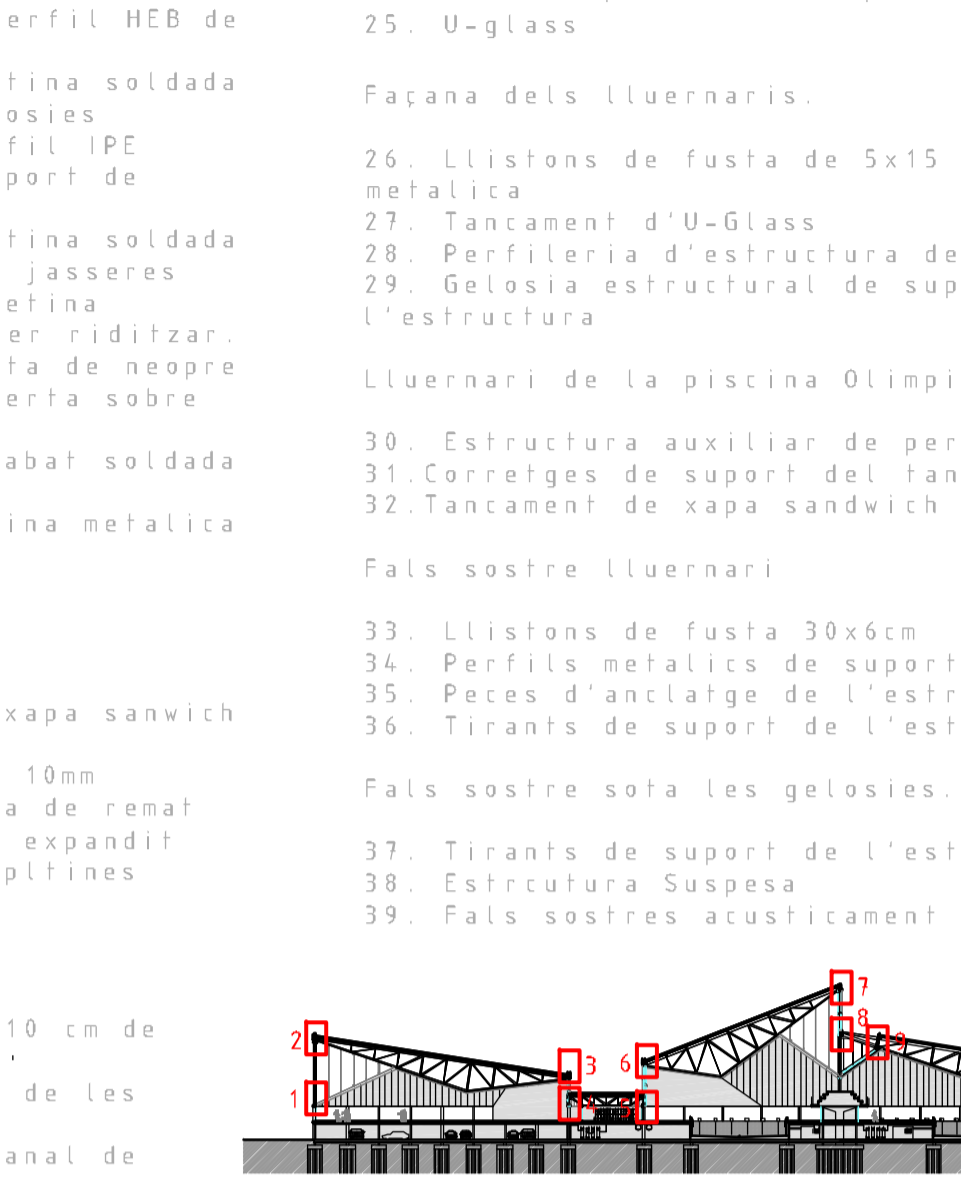 erfil HEB de
tina soldada
osies
fil IPE
port de
tina soldada
jasseres
etina
er riditzar.
ta de neopre
erta sobre
abat soldada
ina metalica
xapa sanwich
10mm
a de remat
expandit
pltines
10 cm de
de les
anal de
25. U-glass
Façana dels lluernaris.
26. Llistons de fusta de 5x15
metalica
27. Tancament d'U-Glass
28. Perfileria d'estructura de
29. Gelosia estructural de sup
l'estructura
Lluernari de la piscina Olimpi
30. Estructura auxiliar de per
31.Corretges de suport del tan
32.Tancament de xapa sandwich
Fals sostre lluernari
33. Llistons de fusta 30x6cm
34. Perfils metalics de suport
35. Peces d'anclatge de l'estr
36. Tirants de suport de l'est
Fals sostre sota les gelosies.
37. Tirants de suport de l'est
38. Estrcutura Suspesa
39. Fals sostres acusticament
1
2
3
6
7
8
9